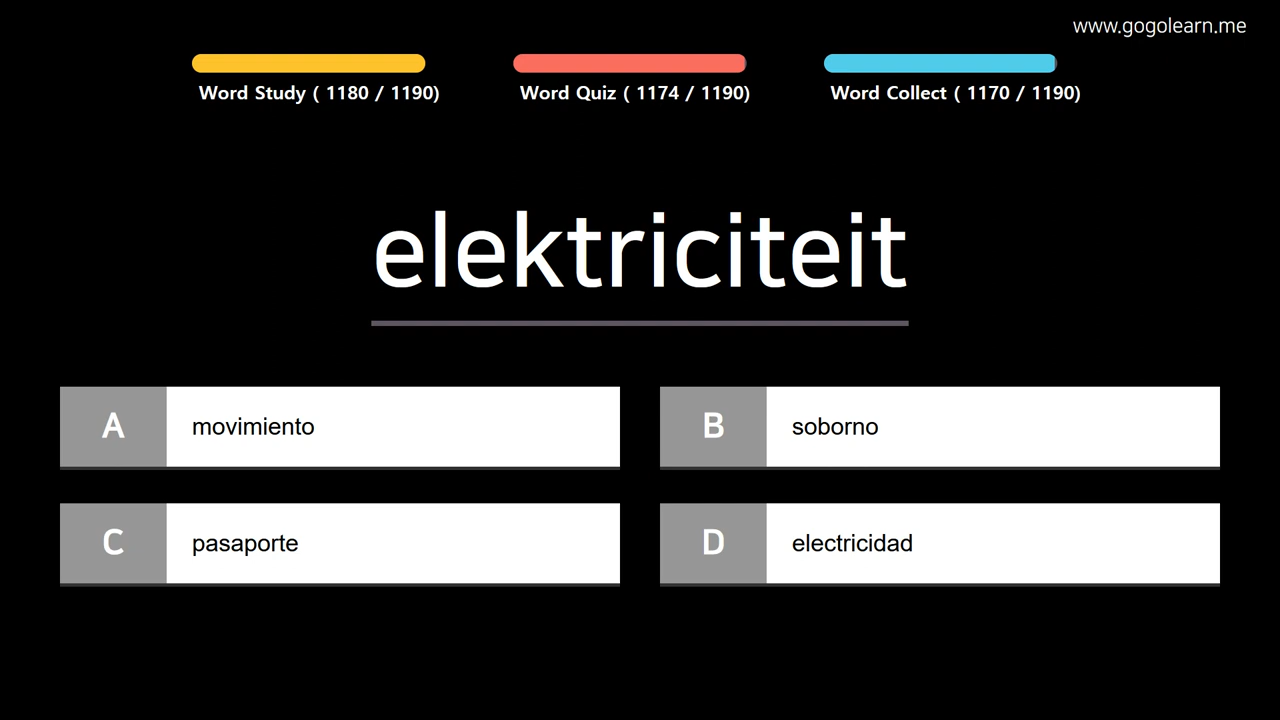 www.gogolearn.me
Word Study ( 1180 / 1190)
Word Quiz ( 1174 / 1190)
Word Collect ( 1170 / 1190)
elektriciteit
A movimiento
B soborno
C pasaporte
D electricidad